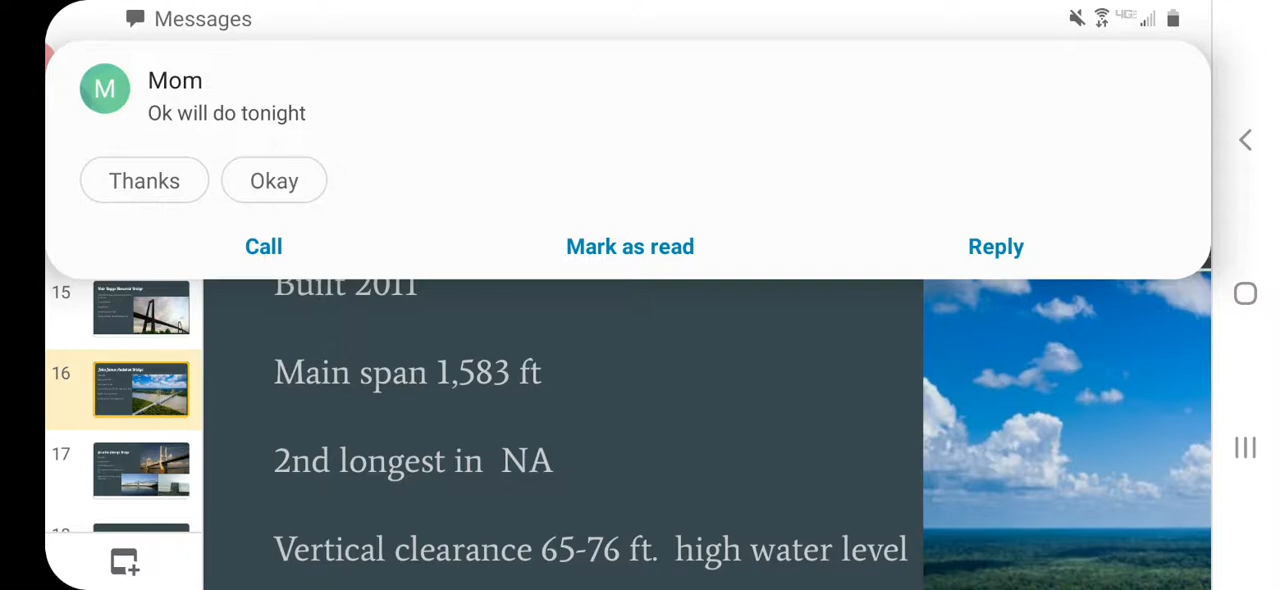 Messages
4GE
M
Mom
Ok will do tonight
Thanks
Okay
Call
Mark as read
Reply
15
16
17
Built 2011
Main span 1,583 ft
2nd longest in NA
Vertical clearance 65-76 ft. high water level